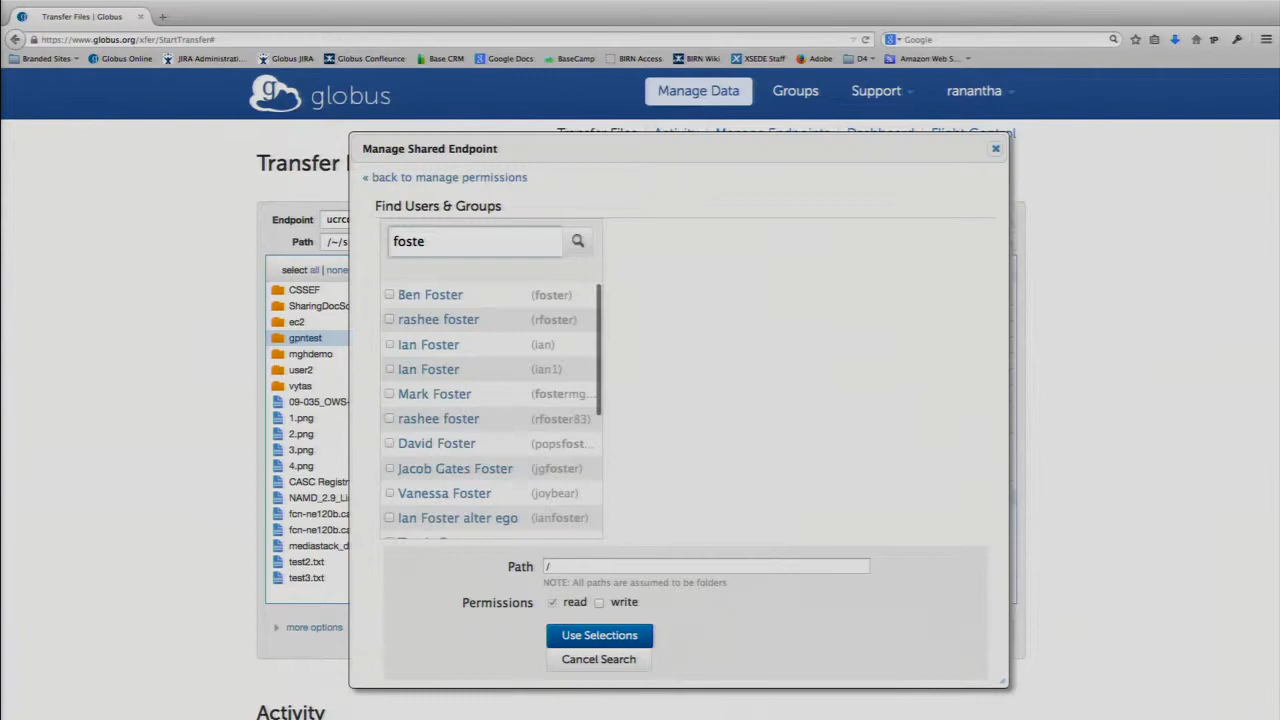 Transfer Files | Globus
https://www.globus.org/xfer/StartTransfer#
Google
Branded Sites Globus Online JIRA Administrati... Globus JIRA Globus Confluence Base CRM Google Docs BaseCamp BIRN Access BIRN Wiki XSEDE Staff Adobe D4 Amazon Web S...
globus
Manage Data Groups Support ranantha
Transfer Files Activity Manage Endpoints Dashboard Flight Control
Manage Shared Endpoint
Transfer
« back to manage permissions
Find Users & Groups
Endpoint
Path /~/s
foste
select all | none
CSSEF
SharingDocSc
ec2
gpntest
mghdemo
user2
vytas
09-035_OWS-
1.png
2.png
3.png
4.png
CASC Registr
NAMD_2.9_Li
fcn-ne120b.ca
fcn-ne120b.ca
mediastack_d
test2.txt
test3.txt
more options
Ben Foster (foster)
rashee foster (rfoster)
Ian Foster (ian)
Ian Foster (ian1)
Mark Foster (fostermg...
rashee foster (rfoster83)
David Foster (popsfost...
Jacob Gates Foster (jgfoster)
Vanessa Foster (joybear)
Ian Foster alter ego (ianfoster)
Path /
NOTE: All paths are assumed to be folders
Permissions read write
Use Selections
Cancel Search
Activity